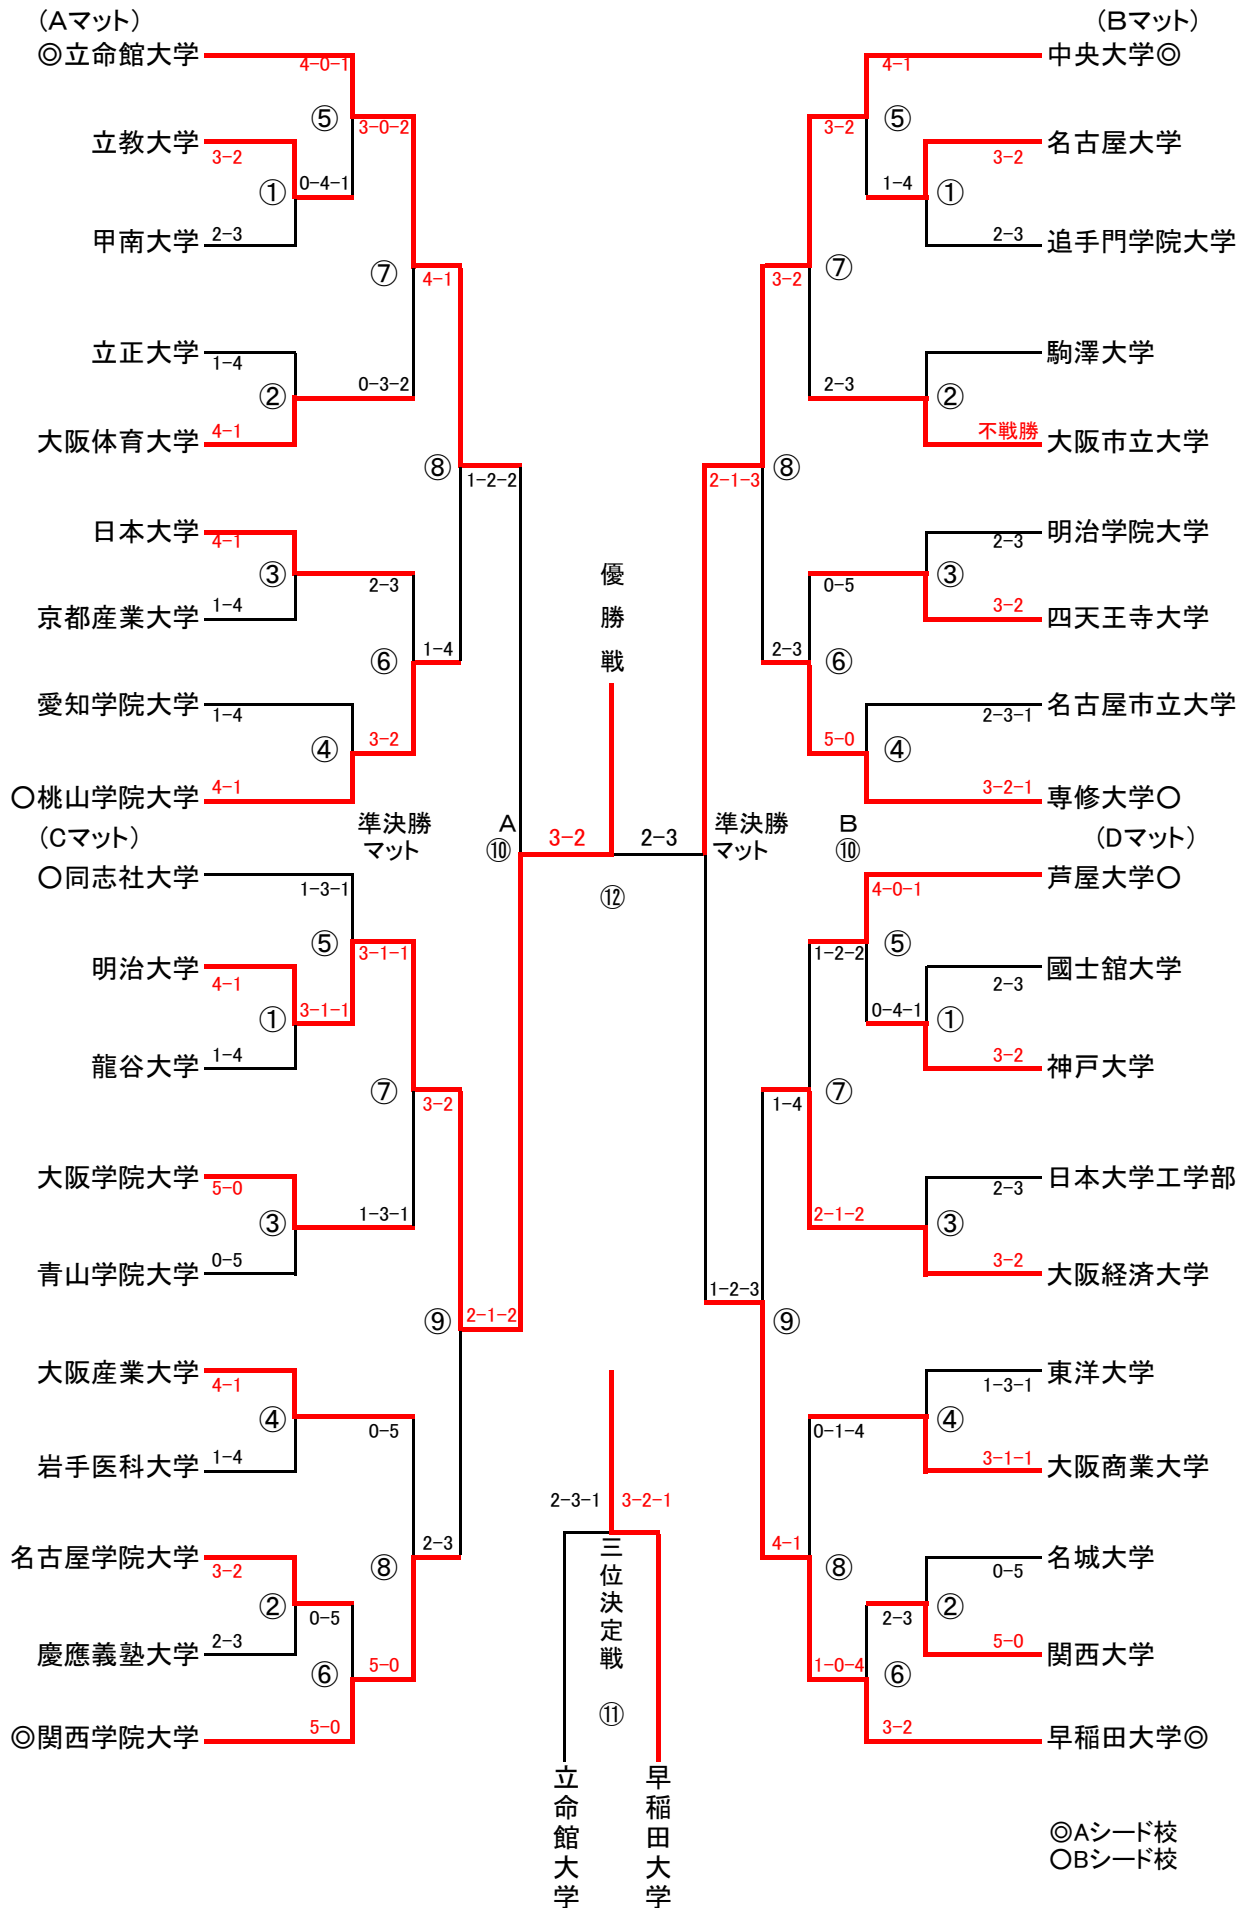 (Aマット)
◎立命館大学
4-0-1
⑤
3-0-2
立教大学
3-2
①
0-4-1
甲南大学
2-3
⑦
4-1
立正大学
1-4
②
0-3-2
大阪体育大学
4-1
⑧
1-2-2
日本大学
4-1
③
2-3
京都産業大学
1-4
⑥
1-4
愛知学院大学
1-4
④
3-2
○桃山学院大学
4-1
準決勝
マット
A
⑩
(Cマット)
○同志社大学
1-3-1
⑤
3-1-1
明治大学
4-1
①
3-1-1
龍谷大学
1-4
⑦
3-2
大阪学院大学
5-0
③
1-3-1
青山学院大学
0-5
⑨
2-1-2
大阪産業大学
4-1
④
0-5
岩手医科大学
1-4
⑧
2-3
名古屋学院大学
3-2
②
0-5
慶應義塾大学
2-3
⑥
5-0
◎関西学院大学
5-0
優勝戦
3-2
2-3
⑫
2-3-1
3-2-1
三位決定戦
⑪
立命館大学
早稲田大学
(Bマット)
中央大学◎
4-1
⑤
3-2
名古屋大学
3-2
①
1-4
追手門学院大学
2-3
⑦
3-2
駒澤大学
②
2-3
不戦勝
大阪市立大学
⑧
2-1-3
明治学院大学
2-3
③
0-5
3-2
四天王寺大学
⑥
2-3
名古屋市立大学
2-3-1
④
5-0
3-2-1
専修大学○
準決勝
マット
B
⑩
(Dマット)
芦屋大学○
4-0-1
⑤
1-2-2
國士舘大学
2-3
①
0-4-1
3-2
神戸大学
⑦
1-4
日本大学工学部
2-3
③
2-1-2
3-2
大阪経済大学
⑨
1-2-3
東洋大学
1-3-1
④
0-1-4
3-1-1
大阪商業大学
⑧
4-1
名城大学
0-5
②
2-3
5-0
関西大学
⑥
1-0-4
3-2
早稲田大学◎
◎Aシード校
○Bシード校